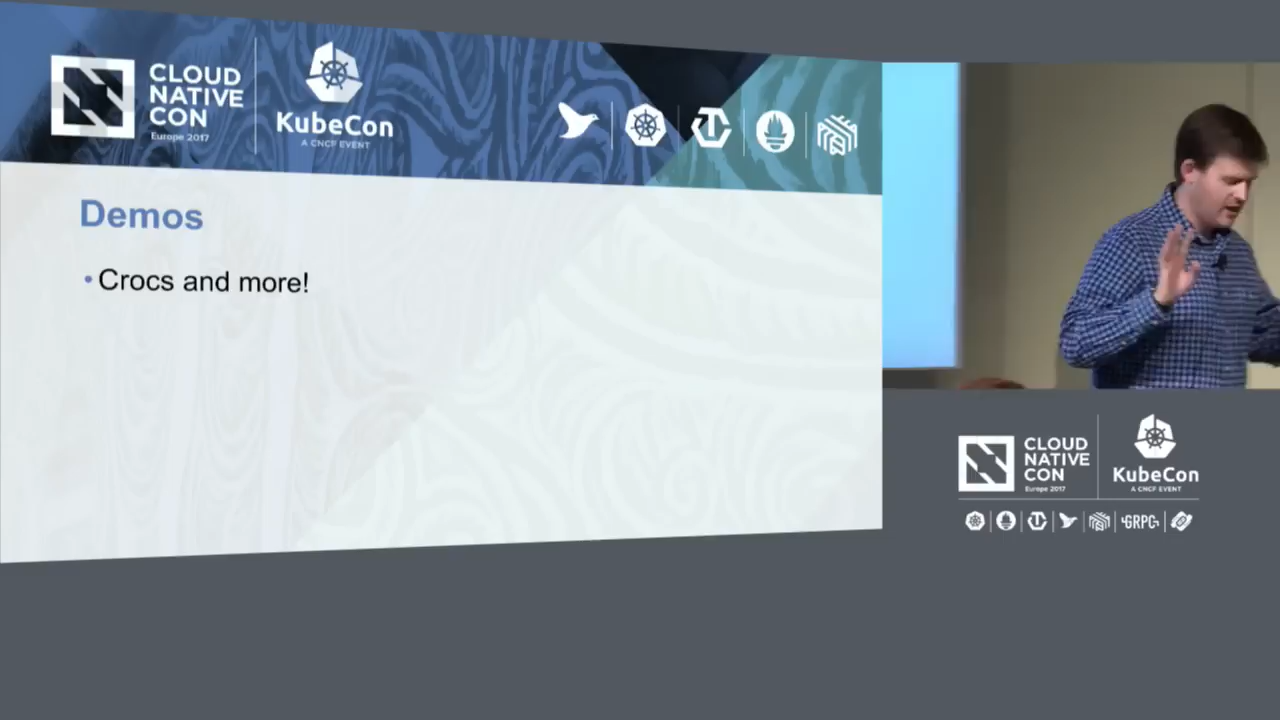 CLOUD
NATIVE
CON
Europe 2017
KubeCon
A CNCF EVENT
Demos
• Crocs and more!
CLOUD
NATIVE
CON
Europe 2017
KubeCon
A CNCF EVENT
GRPC